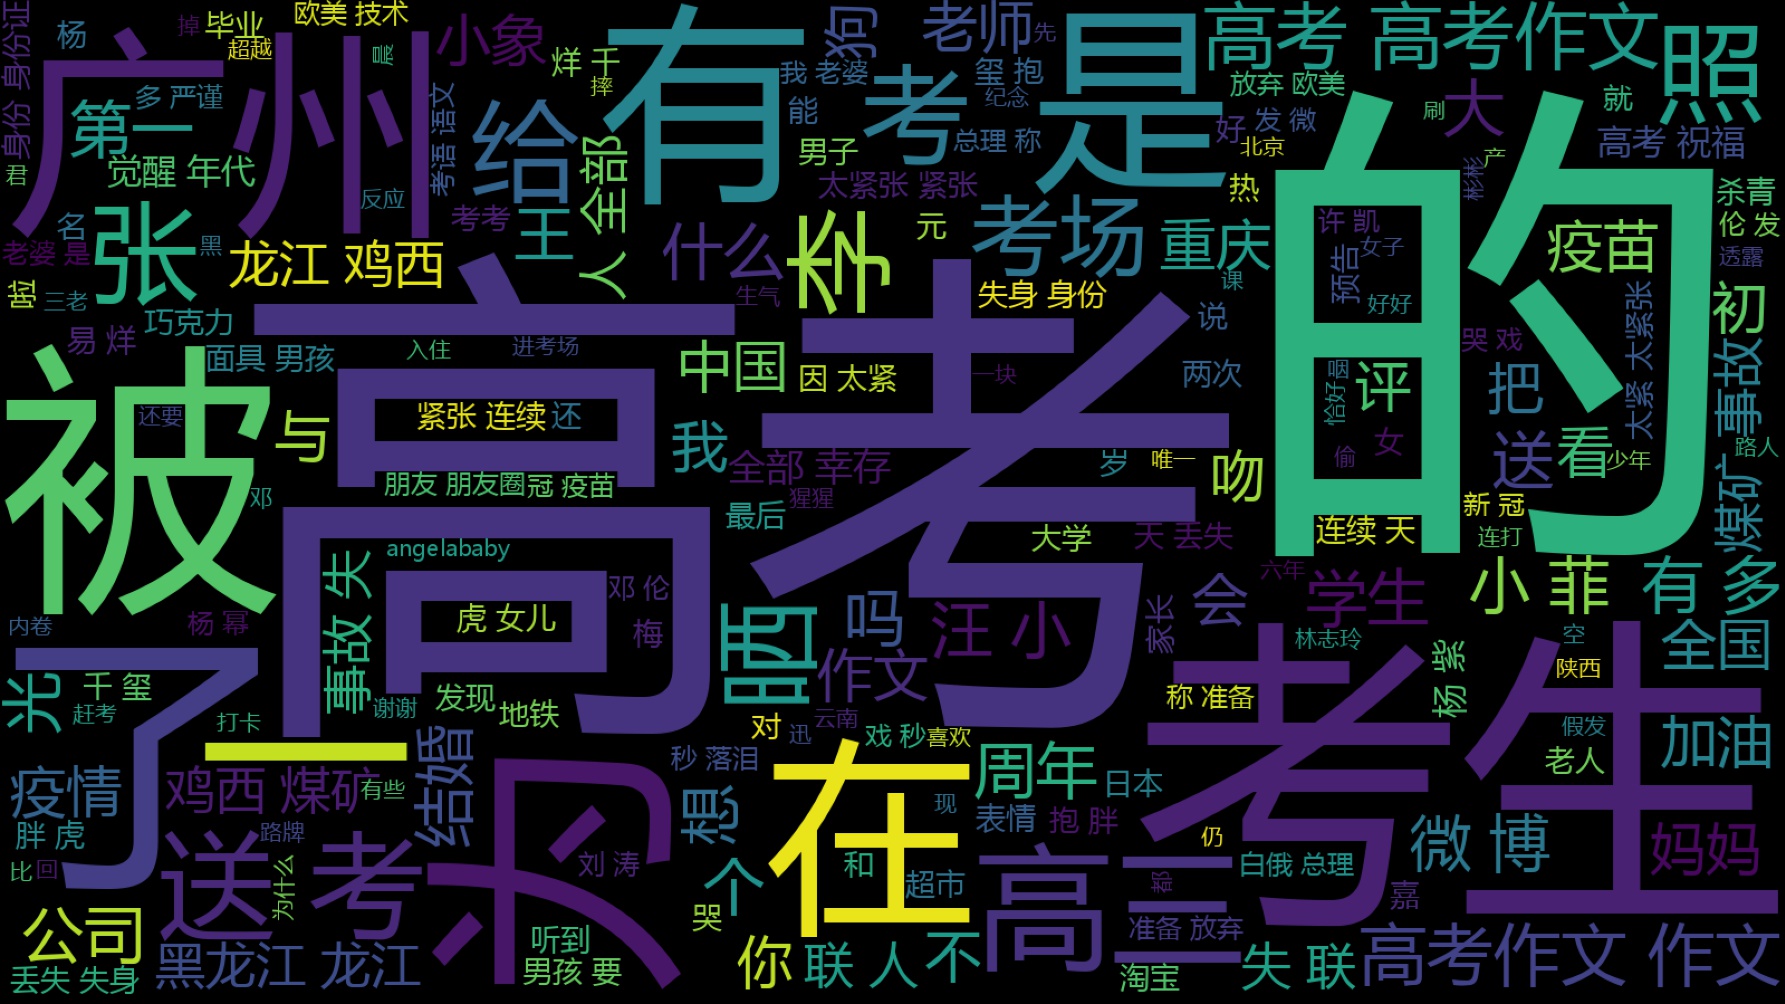 欧美 技术
毕业
掉
超越
杨
身份 身份证
晨
小象
烊 千
摔
有
狗
老师
先
是
高考 高考作文
照
广州
第一
多 严谨
觉醒 年代
君
反应
考语 语文
考考
给
全部
人
我 老婆
能
男子
考
玺 抱
纪念
总理 称
太紧张 紧张
元
放弃 欧美
好
发 微
北京
热
大
刷
就
高考 祝福
彬彬
产
的
杀青
伦 发
透露
名
老婆 是
黑
张
龙江 鸡西
王
什么
生气
李
考场
失身 身份
重庆
课
说
许 凯
女子
预告
好好
疫苗
初
啦
三老
巧克力
易 烊
面具 男孩
入住
进考场
中国
因 太紧
一块
两次
哭 戏
太紧 太紧张
事故
被
还要
与
高考
紧张 连续
还
朋友 朋友圈
冠 疫苗
我
全部 幸存
猩猩
最后
岁
唯一
吻
恰好
咽
评
女
偷
把
送
看
少年
路人
煤矿
邓
angelababy
大学
天 丢失
连续 天
新 冠
连打
六年
学生
小 菲
有 多
内卷
杨 幂
事故 失
虎 女儿
邓 伦
梅
晒
吗
作文
汪 小
家长
会
林志玲
空
陕西
全国
了
光
千 玺
赶考
打卡
谢谢
发现
地铁
对
迅
云南
戏 秒
喜欢
称 准备
杨 紫
考生
假发
老人
加油
一
疫情
鸡西 煤矿
有些
结婚
为
秒 落泪
想
在
现
周年
日本
表情
抱 胖
仍
微 博
妈妈
胖 虎
路牌
比
回
送 考
为什么
刘 涛
个
哭
和
超市
高三
都
白俄 总理
嘉
准备 放弃
公司
丢失 失身
黑龙江 龙江
听到
男孩 要
你
联 人
不
淘宝
失 联
高考作文 作文